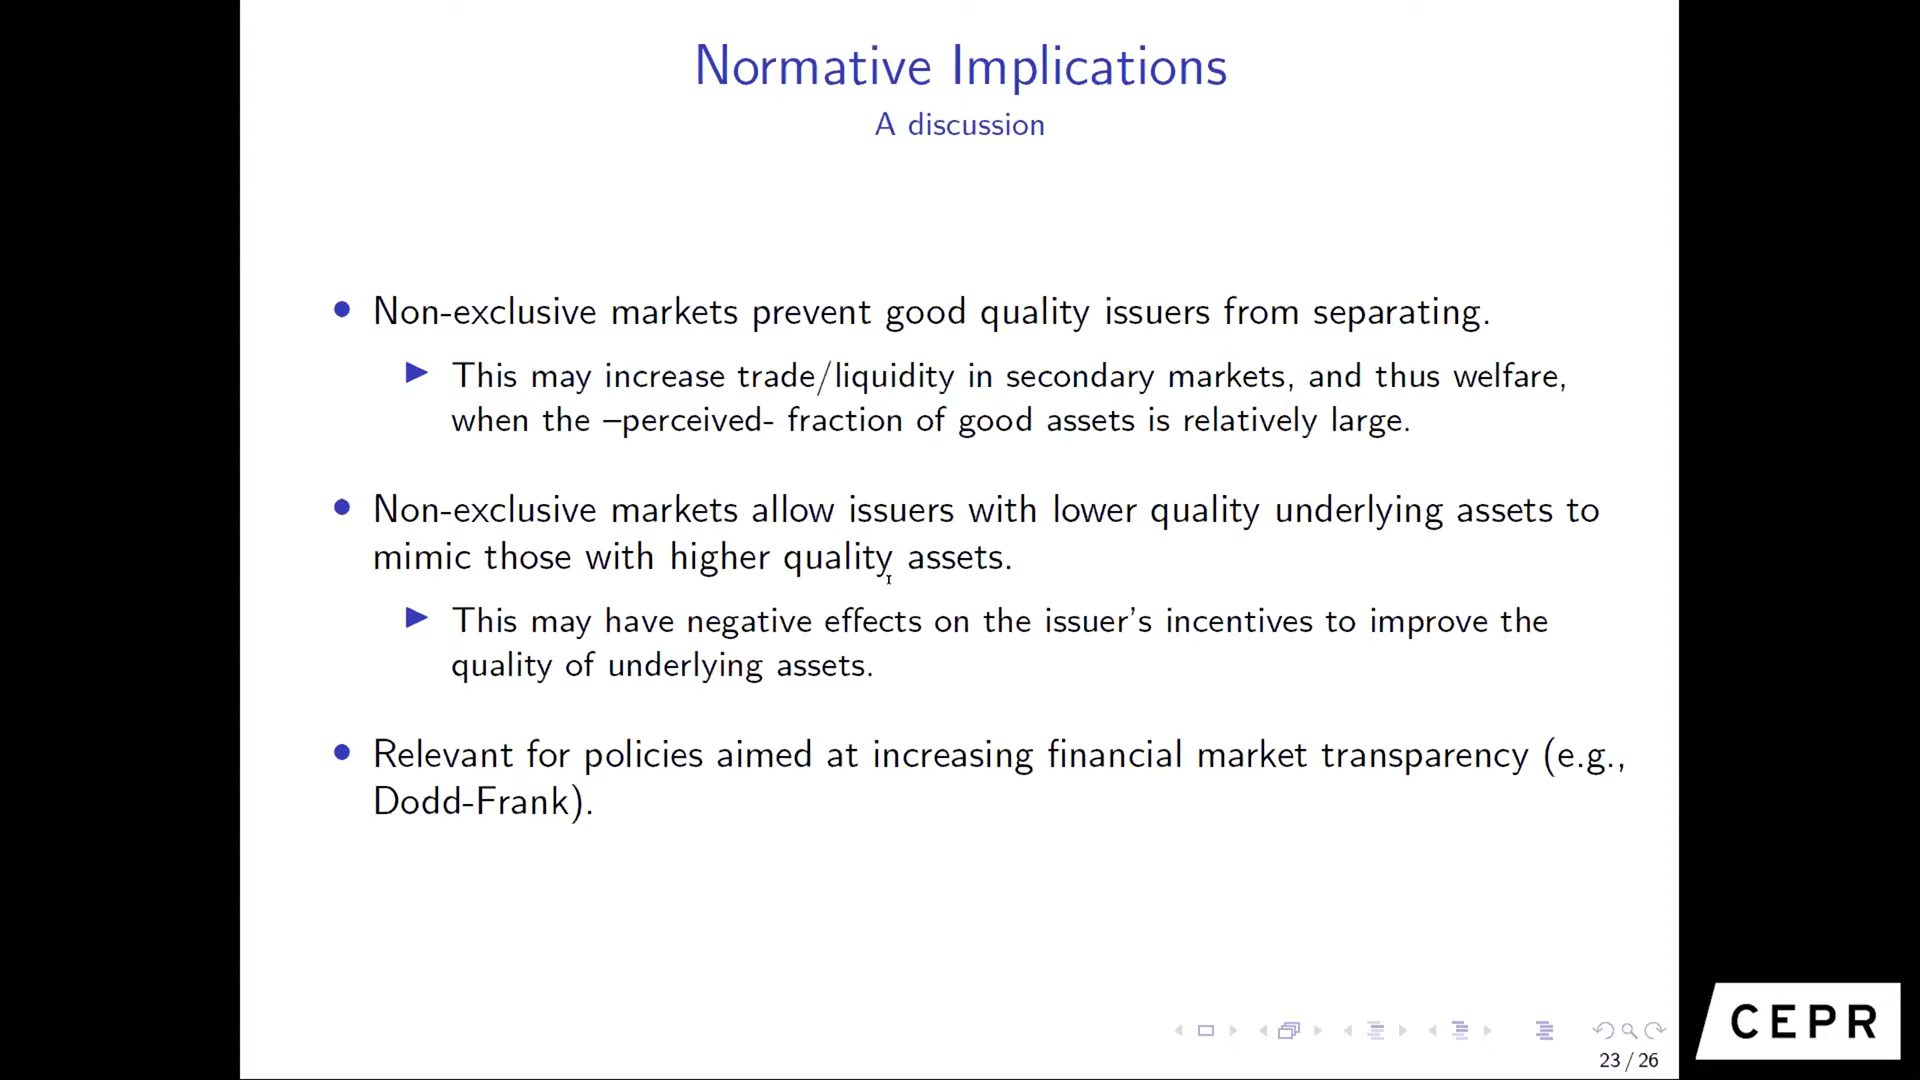 Normative Implications
A discussion
• Non-exclusive markets prevent good quality issuers from separating.
▶ This may increase trade/liquidity in secondary markets, and thus welfare,
when the –perceived- fraction of good assets is relatively large.
• Non-exclusive markets allow issuers with lower quality underlying assets to
mimic those with higher quality assets.
▶ This may have negative effects on the issuer's incentives to improve the
quality of underlying assets.
• Relevant for policies aimed at increasing financial market transparency (e.g.,
Dodd-Frank).
23 / 26
CEPR